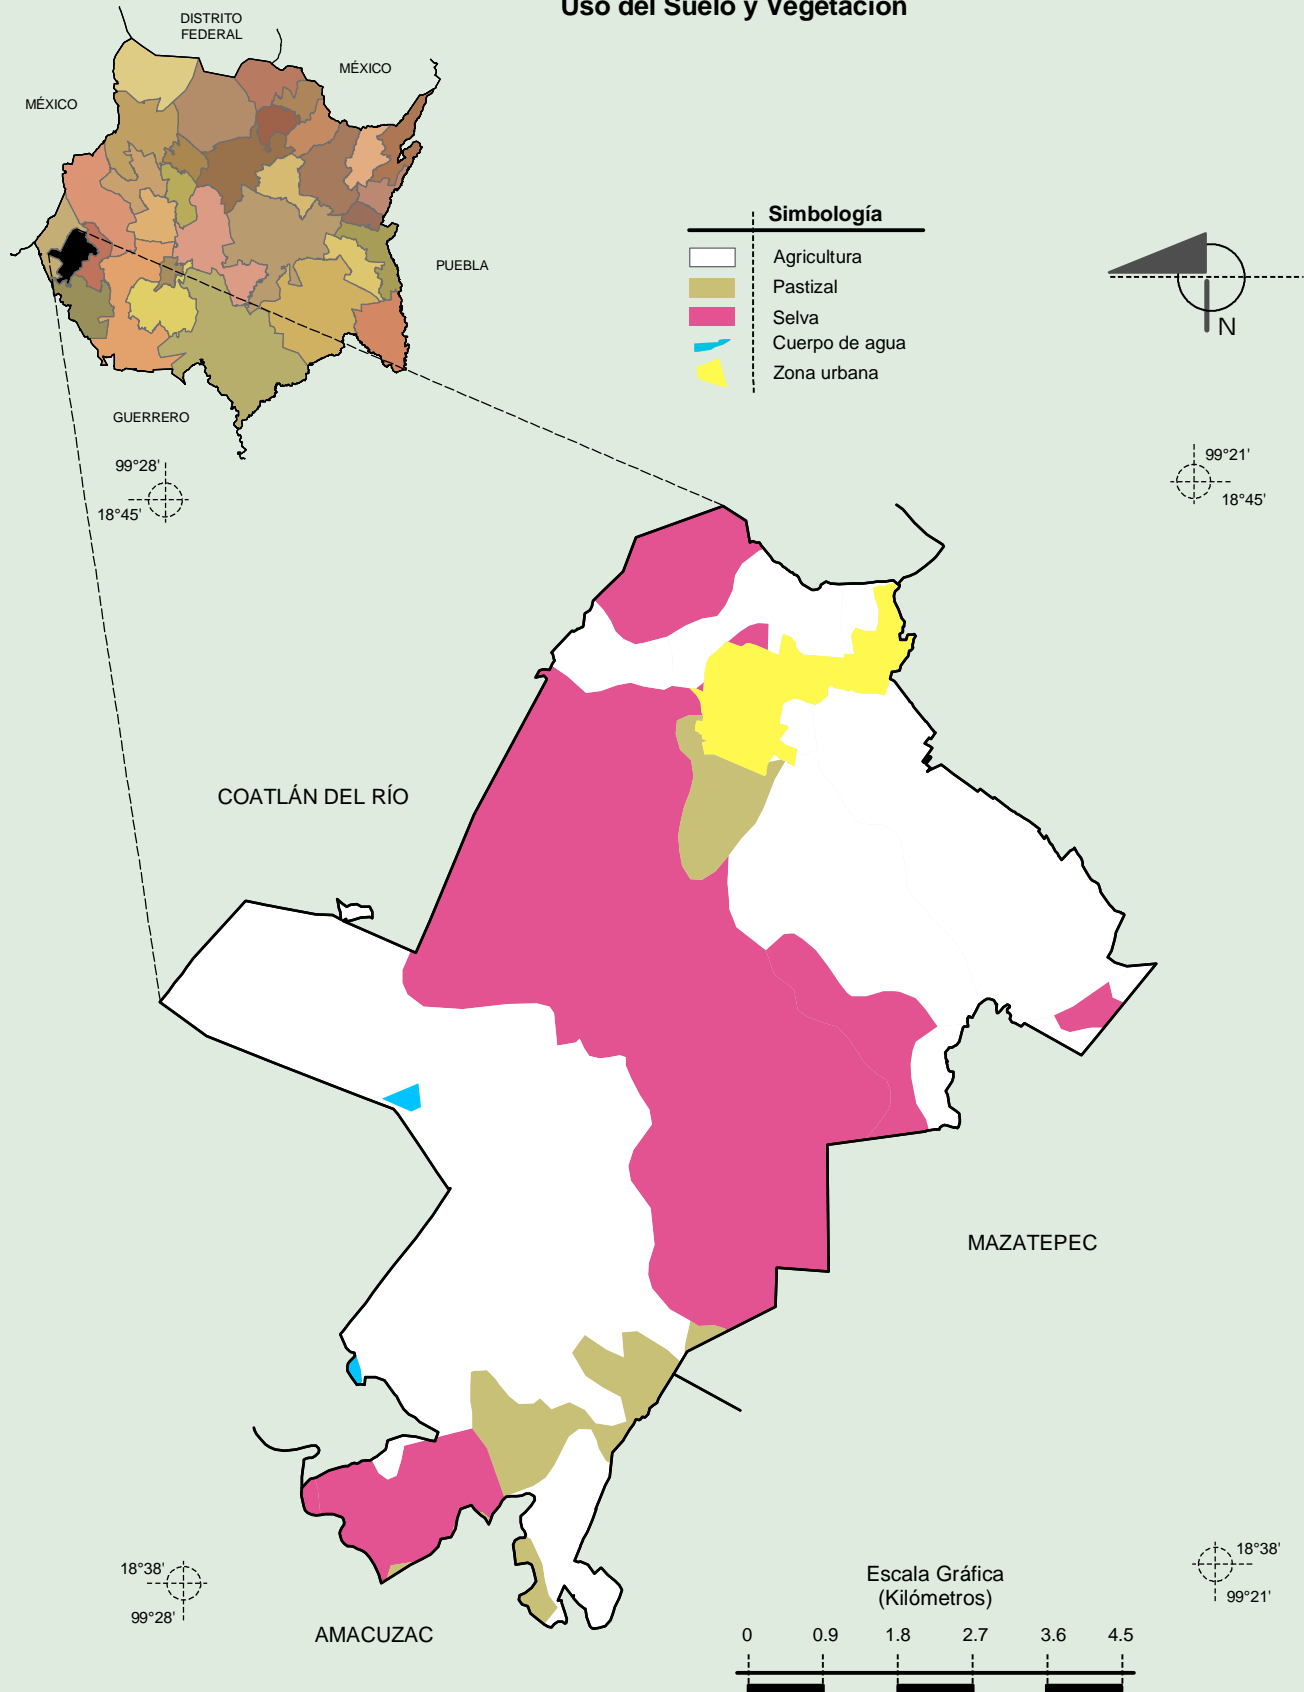 Uso del Suelo y Vegetación
DISTRITO
FEDERAL
MÉXICO
MÉXICO
PUEBLA
GUERRERO
Simbología
Agricultura
Pastizal
Selva
Cuerpo de agua
Zona urbana
N
99°28'
18°45'
99°21'
18°45'
COATLÁN DEL RÍO
MAZATEPEC
AMACUZAC
18°38'
99°28'
18°38'
99°21'
Escala Gráfica
(Kilómetros)
0 0.9 1.8 2.7 3.6 4.5